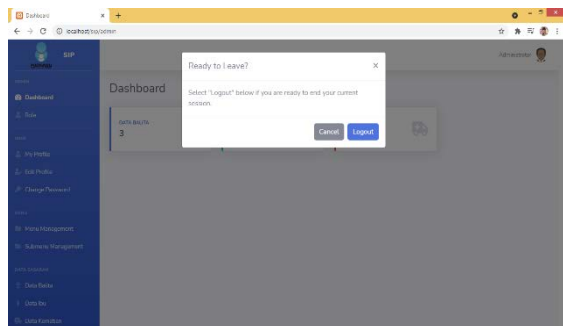 Dashboard
localhost/sip/admin
SIP
Administrator
Ready to Leave?
Select "Logout" below if you are ready to end your current
session.
Cancel
Logout
Dashboard
DATA BALITA
3
Dashboard
Role
My Profile
Edit Profile
Change Password
Menu Management
Submenu Management
Data Balita
Data Ibu